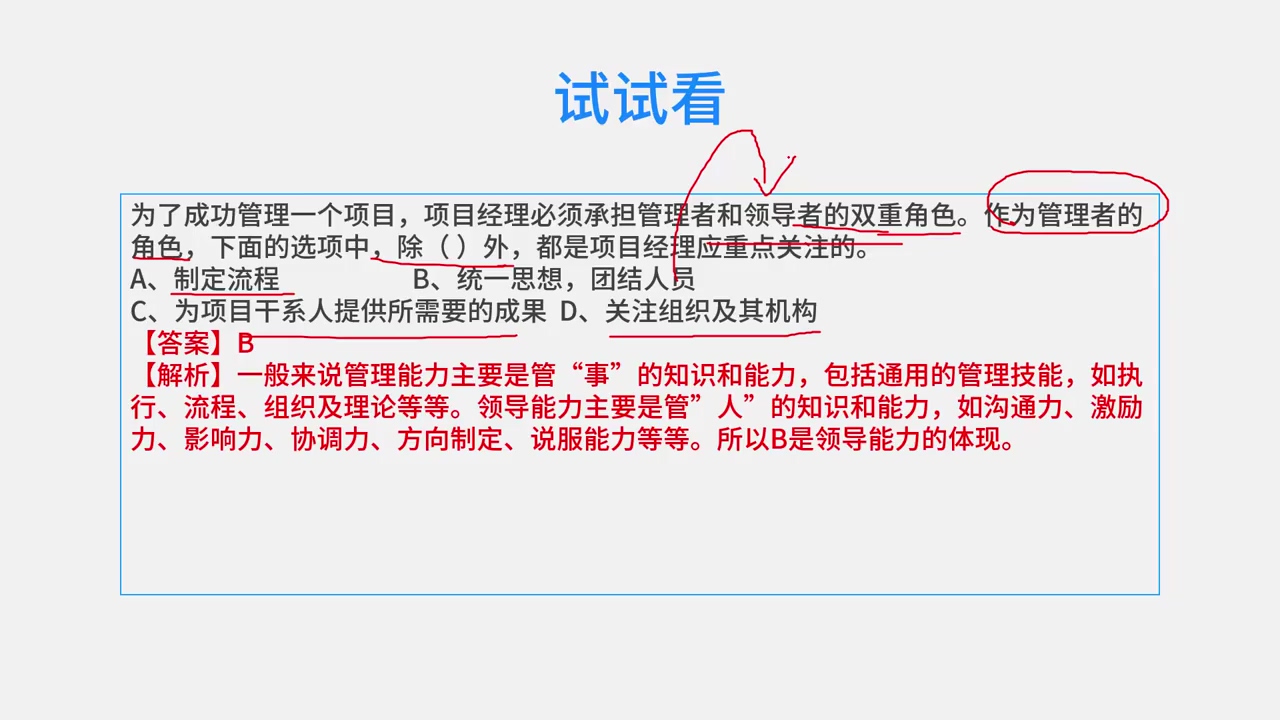 试试看
为了成功管理一个项目，项目经理必须承担管理者和领导者的双重角色。作为管理者的
角色，下面的选项中，除（ ）外，都是项目经理应重点关注的。
A、制定流程 B、统一思想，团结人员
C、为项目干系人提供所需要的成果 D、关注组织及其机构
【答案】B
【解析】一般来说管理能力主要是管“事”的知识和能力，包括通用的管理技能，如执
行、流程、组织及理论等等。领导能力主要是管”人”的知识和能力，如沟通力、激励
力、影响力、协调力、方向制定、说服能力等等。所以B是领导能力的体现。